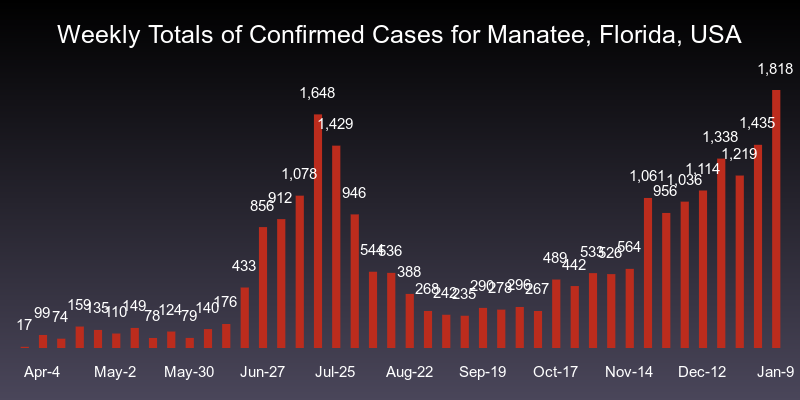 Weekly Totals of Confirmed Cases for Manatee, Florida, USA
17 99 74 159 135 110 149 78 124 79 140 176 433 856 912 1,078 1,648 1,429 946 544 536 388 268 242 235 290 278 296 267 489 442 533 526 564 1,061 956 1,036 1,114 1,338 1,219 1,435 1,818
Apr-4 May-2 May-30 Jun-27 Jul-25 Aug-22 Sep-19 Oct-17 Nov-14 Dec-12 Jan-9